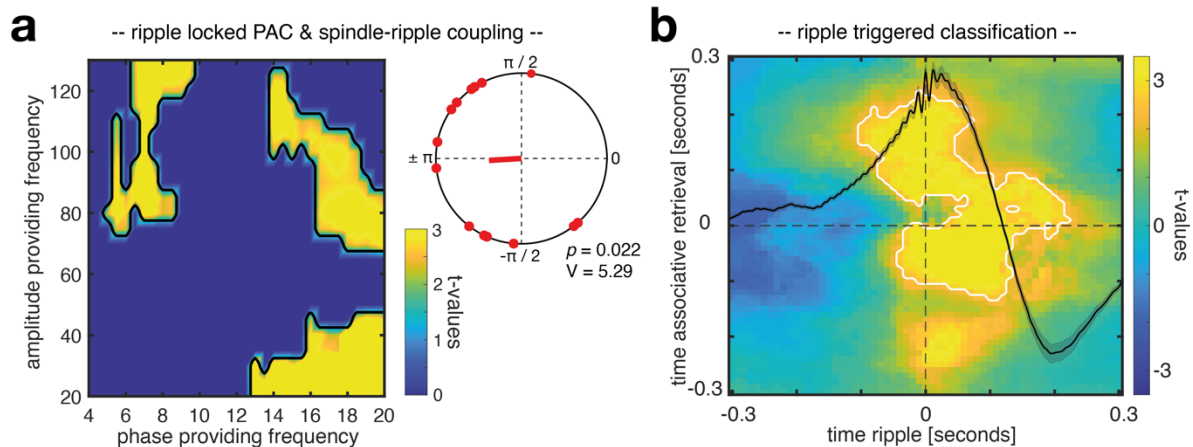 a
-- ripple locked PAC & spindle-ripple coupling --
amplitude providing frequency
120
100
80
60
40
20
4 6 8 10 12 14 16 18 20
phase providing frequency
π / 2
± π
0
-π / 2
p = 0.022
V = 5.29
3
2
1
0
t-values
b
-- ripple triggered classification --
time associative retrieval [seconds]
0.3
0
-0.3
-0.3 0 0.3
time ripple [seconds]
3
0
-3
t-values